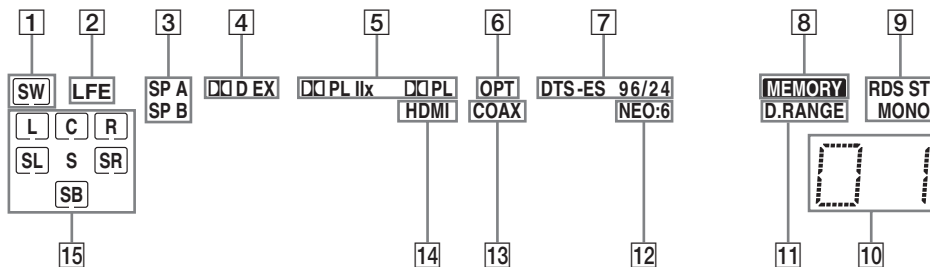 1 2 3 4 5 6 7 8 9
SW LFE SP A DD D EX DD PL IIx DD PL OPT DTS-ES 96/24 MEMORY RDS ST
SP B HDMI COAX NEO:6 D.RANGE MONO
L C R
SL S SR
SB
15 14 13 12 11 10